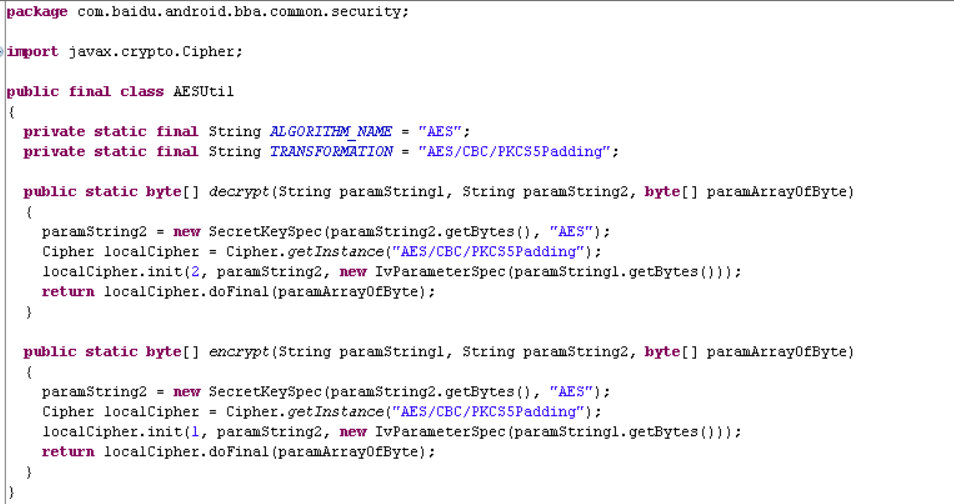 package com.baidu.android.bba.common.security;
import javax.crypto.Cipher;
public final class AESUtil
{
private static final String ALGORITHM_NAME = "AES";
private static final String TRANSFORMATION = "AES/CBC/PKCS5Padding";
public static byte[] decrypt(String paramString1, String paramString2, byte[] paramArrayOfByte)
{
paramString2 = new SecretKeySpec(paramString2.getBytes(), "AES");
Cipher localCipher = Cipher.getInstance("AES/CBC/PKCS5Padding");
localCipher.init(2, paramString2, new IvParameterSpec(paramString1.getBytes()));
return localCipher.doFinal(paramArrayOfByte);
}
public static byte[] encrypt(String paramString1, String paramString2, byte[] paramArrayOfByte)
{
paramString2 = new SecretKeySpec(paramString2.getBytes(), "AES");
Cipher localCipher = Cipher.getInstance("AES/CBC/PKCS5Padding");
localCipher.init(1, paramString2, new IvParameterSpec(paramString1.getBytes()));
return localCipher.doFinal(paramArrayOfByte);
}
}